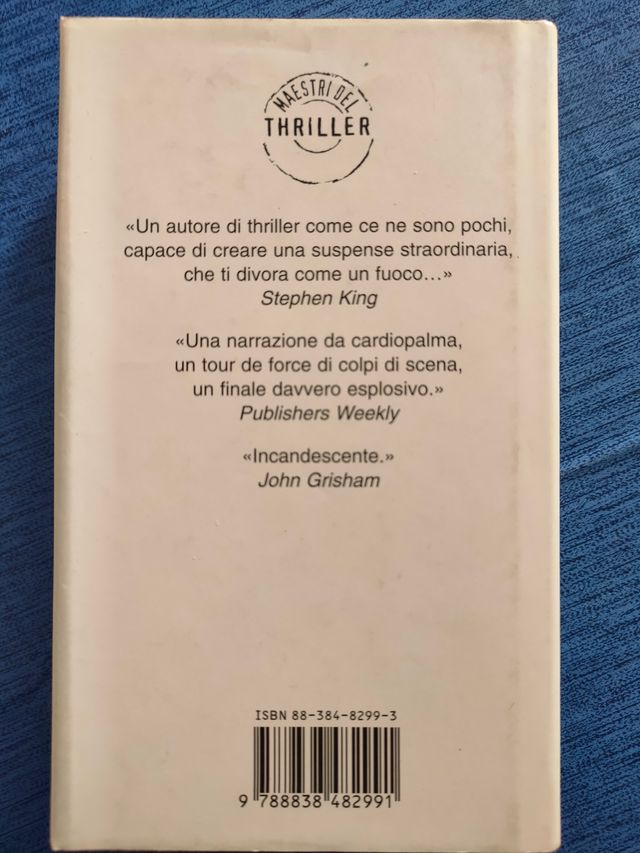 MAESTRI DEL
THRILLER
«Un autore di thriller come ce ne sono pochi,
capace di creare una suspense straordinaria,
che ti divora come un fuoco...»
Stephen King
«Una narrazione da cardiopalma,
un tour de force di colpi di scena,
un finale davvero esplosivo.»
Publishers Weekly
«Incandescente.»
John Grisham
ISBN 88-384-8299-3
9 788838 482991